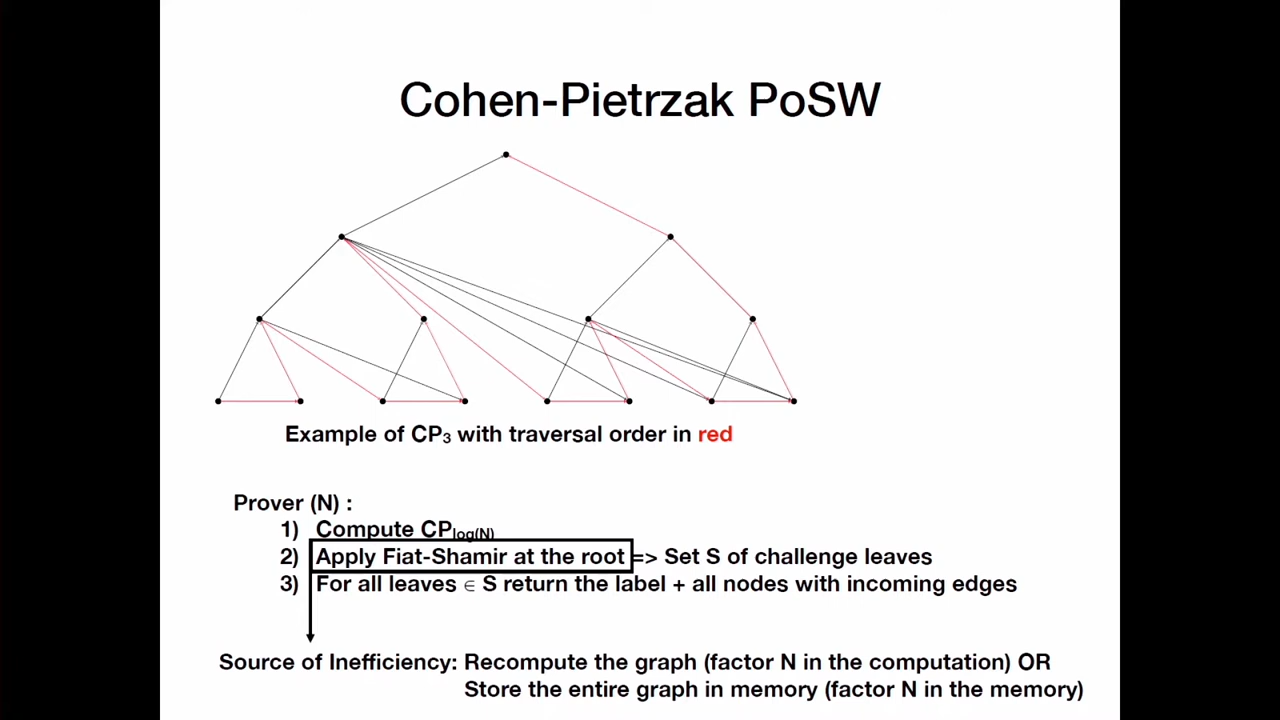 Cohen-Pietrzak PoSW
Example of CP₃ with traversal order in red
Prover (N) :
1) Compute CPlog(N)
2) Apply Fiat-Shamir at the root => Set S of challenge leaves
3) For all leaves ∈ S return the label + all nodes with incoming edges
Source of Inefficiency: Recompute the graph (factor N in the computation) OR
Store the entire graph in memory (factor N in the memory)